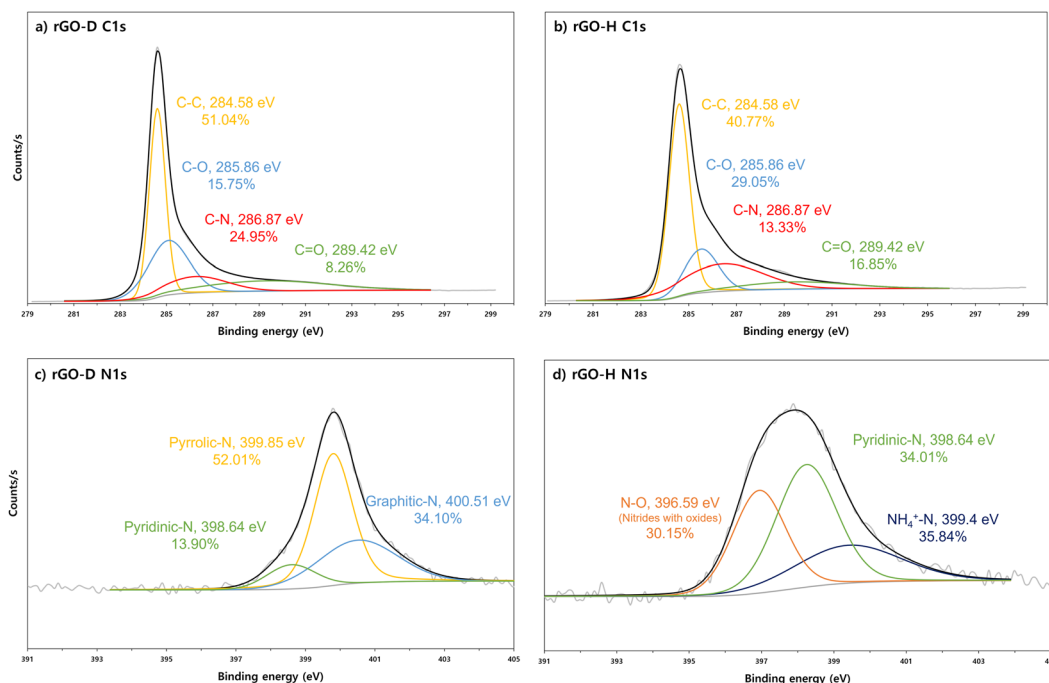 a) rGO-D C1s
C-C, 284.58 eV
51.04%
C-O, 285.86 eV
15.75%
C-N, 286.87 eV
24.95%
C=O, 289.42 eV
8.26%
Counts/s
279 281 283 285 287 289 291 293 295 297 299
Binding energy (eV)
b) rGO-H C1s
C-C, 284.58 eV
40.77%
C-O, 285.86 eV
29.05%
C-N, 286.87 eV
13.33%
C=O, 289.42 eV
16.85%
279 281 283 285 287 289 291 293 295 297 299
Binding energy (eV)
c) rGO-D N1s
Pyrrolic-N, 399.85 eV
52.01%
Graphitic-N, 400.51 eV
34.10%
Pyridinic-N, 398.64 eV
13.90%
Counts/s
391 393 395 397 399 401 403 405
Binding energy (eV)
d) rGO-H N1s
Pyridinic-N, 398.64 eV
34.01%
N-O, 396.59 eV
(Nitrides with oxides)
30.15%
NH₄⁺-N, 399.4 eV
35.84%
391 393 395 397 399 401 403
Binding energy (eV)